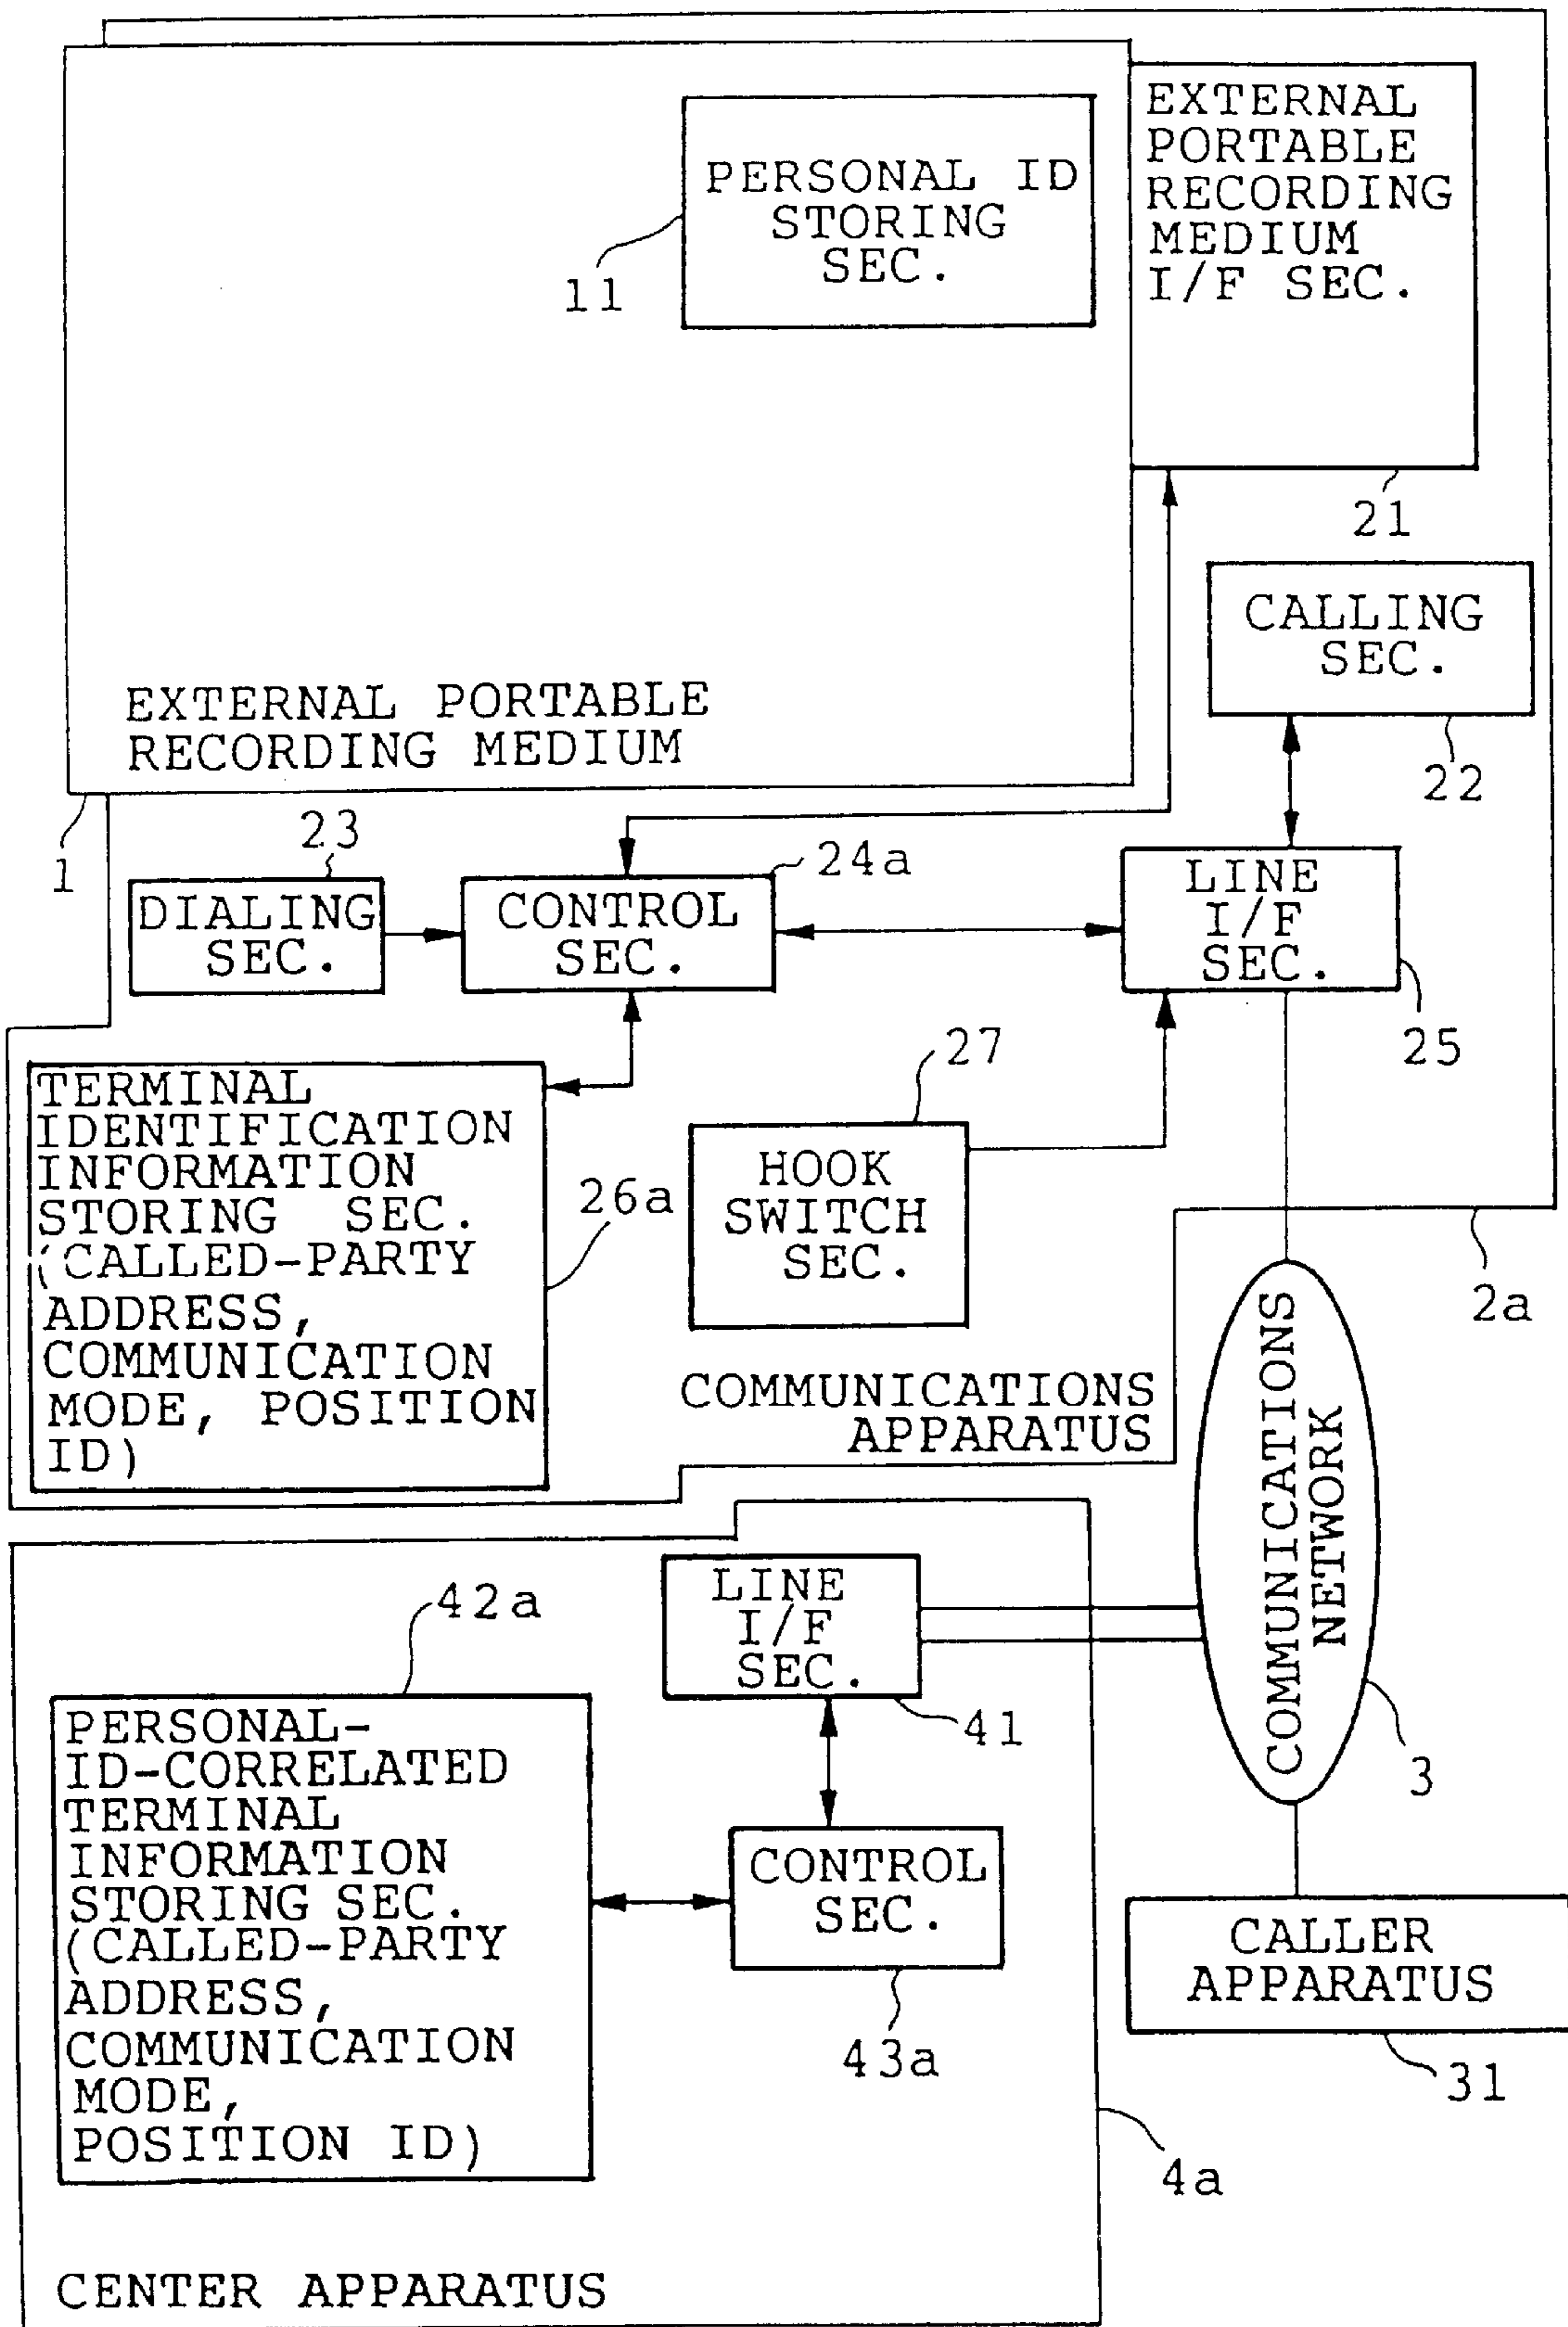 PERSONAL ID
STORING
SEC.
11
EXTERNAL
PORTABLE
RECORDING
MEDIUM
I/F SEC.
21
CALLING
SEC.
22
EXTERNAL PORTABLE
RECORDING MEDIUM
1
23
DIALING
SEC.
24a
CONTROL
SEC.
LINE
I/F
SEC.
25
TERMINAL
IDENTIFICATION
INFORMATION
STORING SEC.
(CALLED-PARTY
ADDRESS,
COMMUNICATION
MODE, POSITION
ID)
26a
27
HOOK
SWITCH
SEC.
COMMUNICATIONS
APPARATUS
2a
COMMUNICATIONS
NETWORK
3
LINE
I/F
SEC.
41
42a
PERSONAL-
ID-CORRELATED
TERMINAL
INFORMATION
STORING SEC.
(CALLED-PARTY
ADDRESS,
COMMUNICATION
MODE,
POSITION ID)
CONTROL
SEC.
43a
CALLER
APPARATUS
31
4a
CENTER APPARATUS